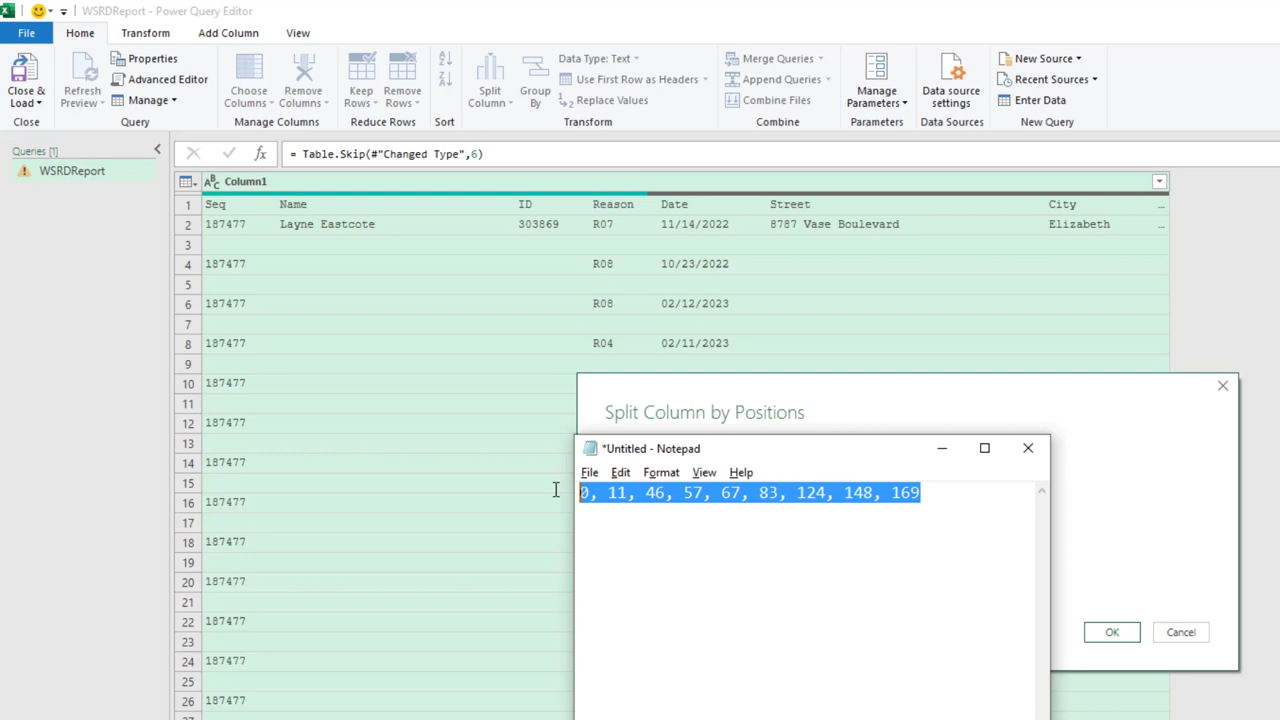 WSRDReport - Power Query Editor
File Home Transform Add Column View
Close & Load
Refresh Preview
Properties
Advanced Editor
Manage
Choose Columns
Remove Columns
Keep Rows
Remove Rows
Split Column
Group By
Data Type: Text
Use First Row as Headers
Replace Values
Merge Queries
Append Queries
Combine Files
Manage Parameters
Data source settings
New Source
Recent Sources
Enter Data
Close Query Manage Columns Reduce Rows Sort Transform Combine Parameters Data Sources New Query
Queries [1]
WSRDReport
fx = Table.Skip(#"Changed Type",6)
ABC Column1
1 Seq Name ID Reason Date Street City ...
2 187477 Layne Eastcote 303869 R07 11/14/2022 8787 Vase Boulevard Elizabeth ...
3
4 187477 R08 10/23/2022
5
6 187477 R08 02/12/2023
7
8 187477 R04 02/11/2023
9
10 187477
11
12 187477
13
14 187477
15
16 187477
17
18 187477
19
20 187477
21
22 187477
23
24 187477
25
26 187477
Split Column by Positions
*Untitled - Notepad
File Edit Format View Help
0, 11, 46, 57, 67, 83, 124, 148, 169
OK Cancel